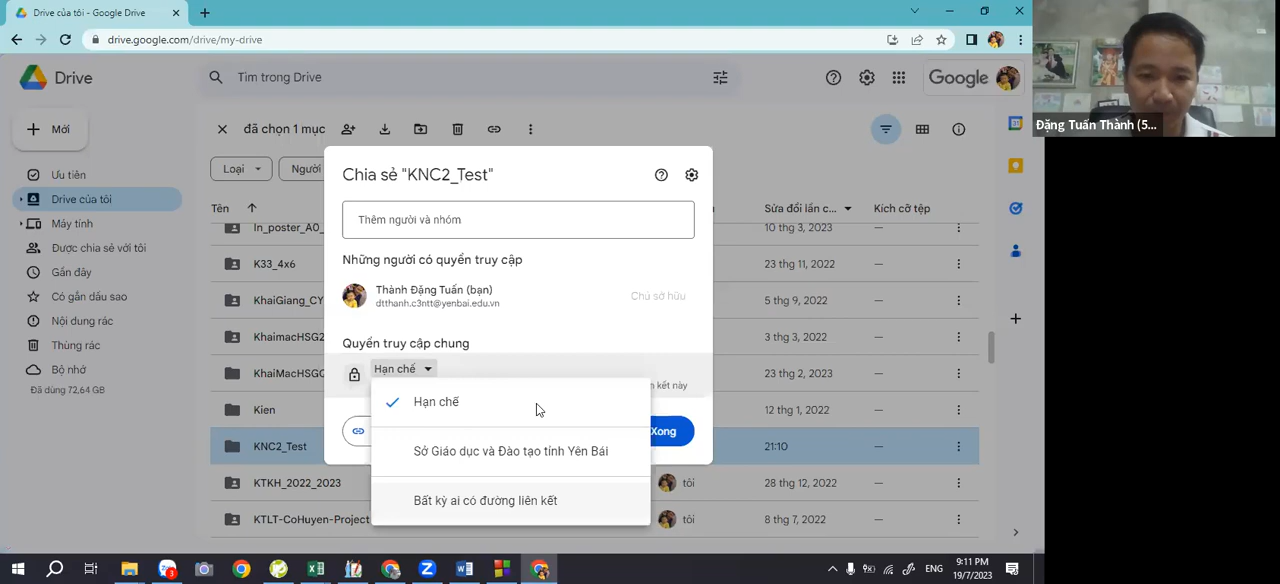 Drive của tôi - Google Drive
drive.google.com/drive/my-drive
Drive
Tìm trong Drive
Google
Đặng Tuấn Thành (5...
Mới
đã chọn 1 mục
Loại
Người
Ưu tiên
Drive của tôi
Máy tính
Được chia sẻ với tôi
Gần đây
Có gắn dấu sao
Nội dung rác
Thùng rác
Bộ nhớ
Đã dùng 72,64 GB
Tên
Sửa đổi lần c...
Kích cỡ tệp
In_poster_A0_
10 thg 3, 2023
—
K33_4x6
23 thg 11, 2022
—
KhaiGiang_CY
5 thg 9, 2022
—
KhaimacHSG2
3 thg 3, 2023
—
KhaiMacHSGQ
23 thg 2, 2023
—
Kien
12 thg 1, 2022
—
KNC2_Test
21:10
—
KTKH_2022_2023
tôi
28 thg 12, 2022
—
KTLT-CoHuyen-Project
tôi
8 thg 7, 2022
—
Chia sẻ "KNC2_Test"
Thêm người và nhóm
Những người có quyền truy cập
Thành Đặng Tuấn (bạn)
dtthanh.c3ntt@yenbai.edu.vn
Chủ sở hữu
Quyền truy cập chung
Hạn chế
n kết này
Hạn chế
Sở Giáo dục và Đào tạo tỉnh Yên Bái
Bất kỳ ai có đường liên kết
Xong
3
ENG
9:11 PM
19/7/2023